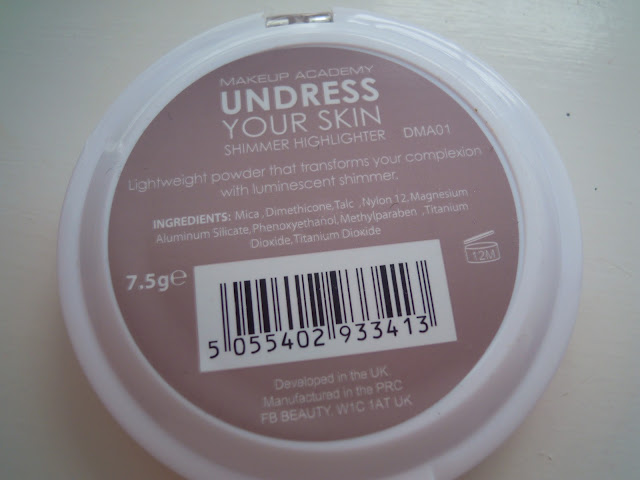 MAKEUP ACADEMY
UNDRESS
YOUR SKIN
SHIMMER HIGHLIGHTER DMA01
Lightweight powder that transforms your complexion
with luminescent shimmer.
INGREDIENTS: Mica ,Dimethicone,Talc ,Nylon 12, Magnesium
Aluminum Silicate,Phenoxyethanol,Methylparaben ,Titanium
Dioxide,Titanium Dioxide
12M
7.5g℮
5 055402 933413
Developed in the UK
Manufactured in the PRC
FB BEAUTY. W1C 1AT UK